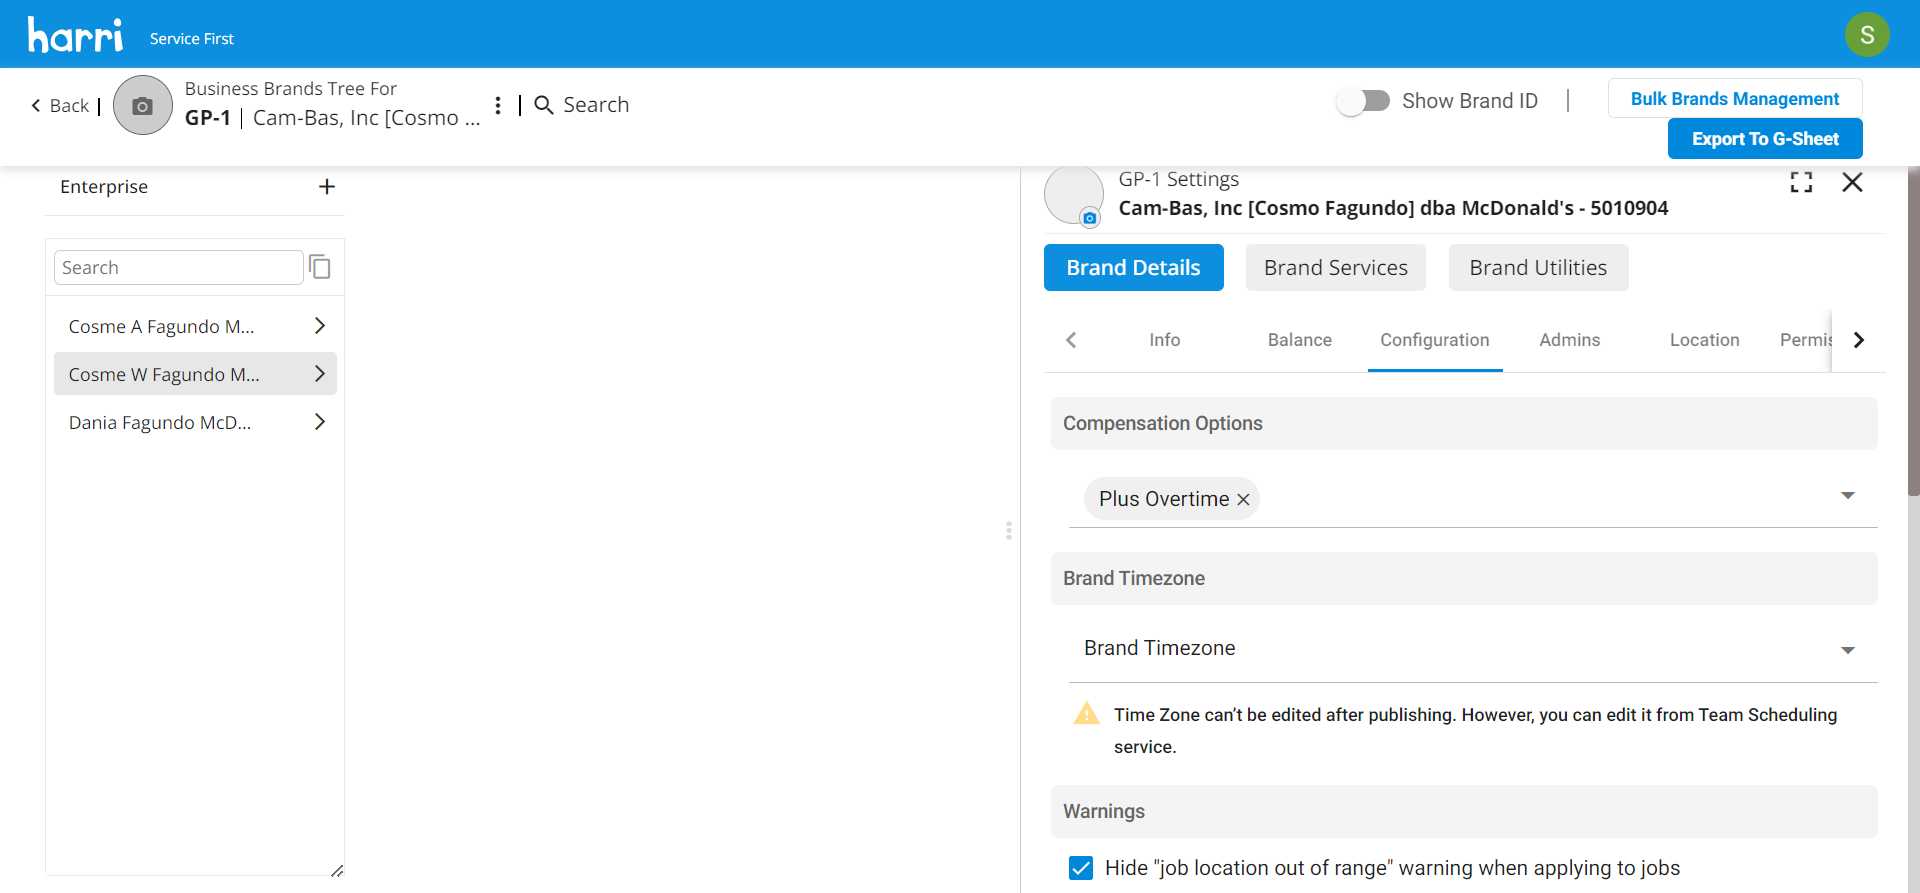 harri
Service First
S
Back
Business Brands Tree For
GP-1 | Cam-Bas, Inc [Cosmo ...
Search
Show Brand ID
Bulk Brands Management
Export To G-Sheet
Enterprise
Search
Cosme A Fagundo M...
Cosme W Fagundo M...
Dania Fagundo McD...
GP-1 Settings
Cam-Bas, Inc [Cosmo Fagundo] dba McDonald's - 5010904
Brand Details
Brand Services
Brand Utilities
Info
Balance
Configuration
Admins
Location
Permis
Compensation Options
Plus Overtime
Brand Timezone
Brand Timezone
Time Zone can’t be edited after publishing. However, you can edit it from Team Scheduling
service.
Warnings
Hide "job location out of range" warning when applying to jobs